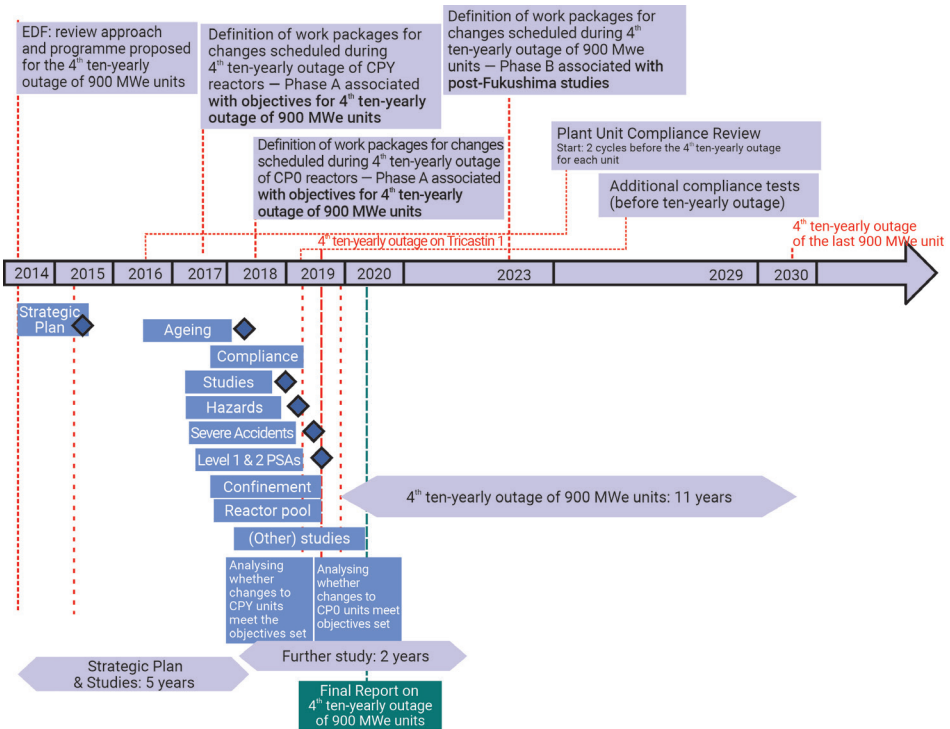 EDF: review approach
and programme proposed
for the 4th ten-yearly
outage of 900 MWe units
Definition of work packages for
changes scheduled during
4th ten-yearly outage of CPY
reactors — Phase A associated
with objectives for 4th ten-yearly
outage of 900 MWe units
Definition of work packages for
changes scheduled during 4th
ten-yearly outage of 900 Mwe
units — Phase B associated with
post-Fukushima studies
Definition of work packages for changes
scheduled during 4th ten-yearly outage
of CP0 reactors — Phase A associated
with objectives for 4th ten-yearly
outage of 900 MWe units
Plant Unit Compliance Review
Start: 2 cycles before the 4th ten-yearly outage
for each unit
Additional compliance tests
(before ten-yearly outage)
4th ten-yearly outage on Tricastin 1
4th ten-yearly outage
of the last 900 MWe unit
2014 2015 2016 2017 2018 2019 2020 2023 2029 2030
Strategic
Plan
Ageing
Compliance
Studies
Hazards
Severe Accidents
Level 1 & 2 PSAs
Confinement
Reactor pool
(Other) studies
4th ten-yearly outage of 900 MWe units: 11 years
Analysing
whether
changes to
CPY units
meet the
objectives set
Analysing
whether
changes to
CP0 units meet
objectives set
Further study: 2 years
Strategic Plan
& Studies: 5 years
Final Report on
4th ten-yearly outage
of 900 MWe units